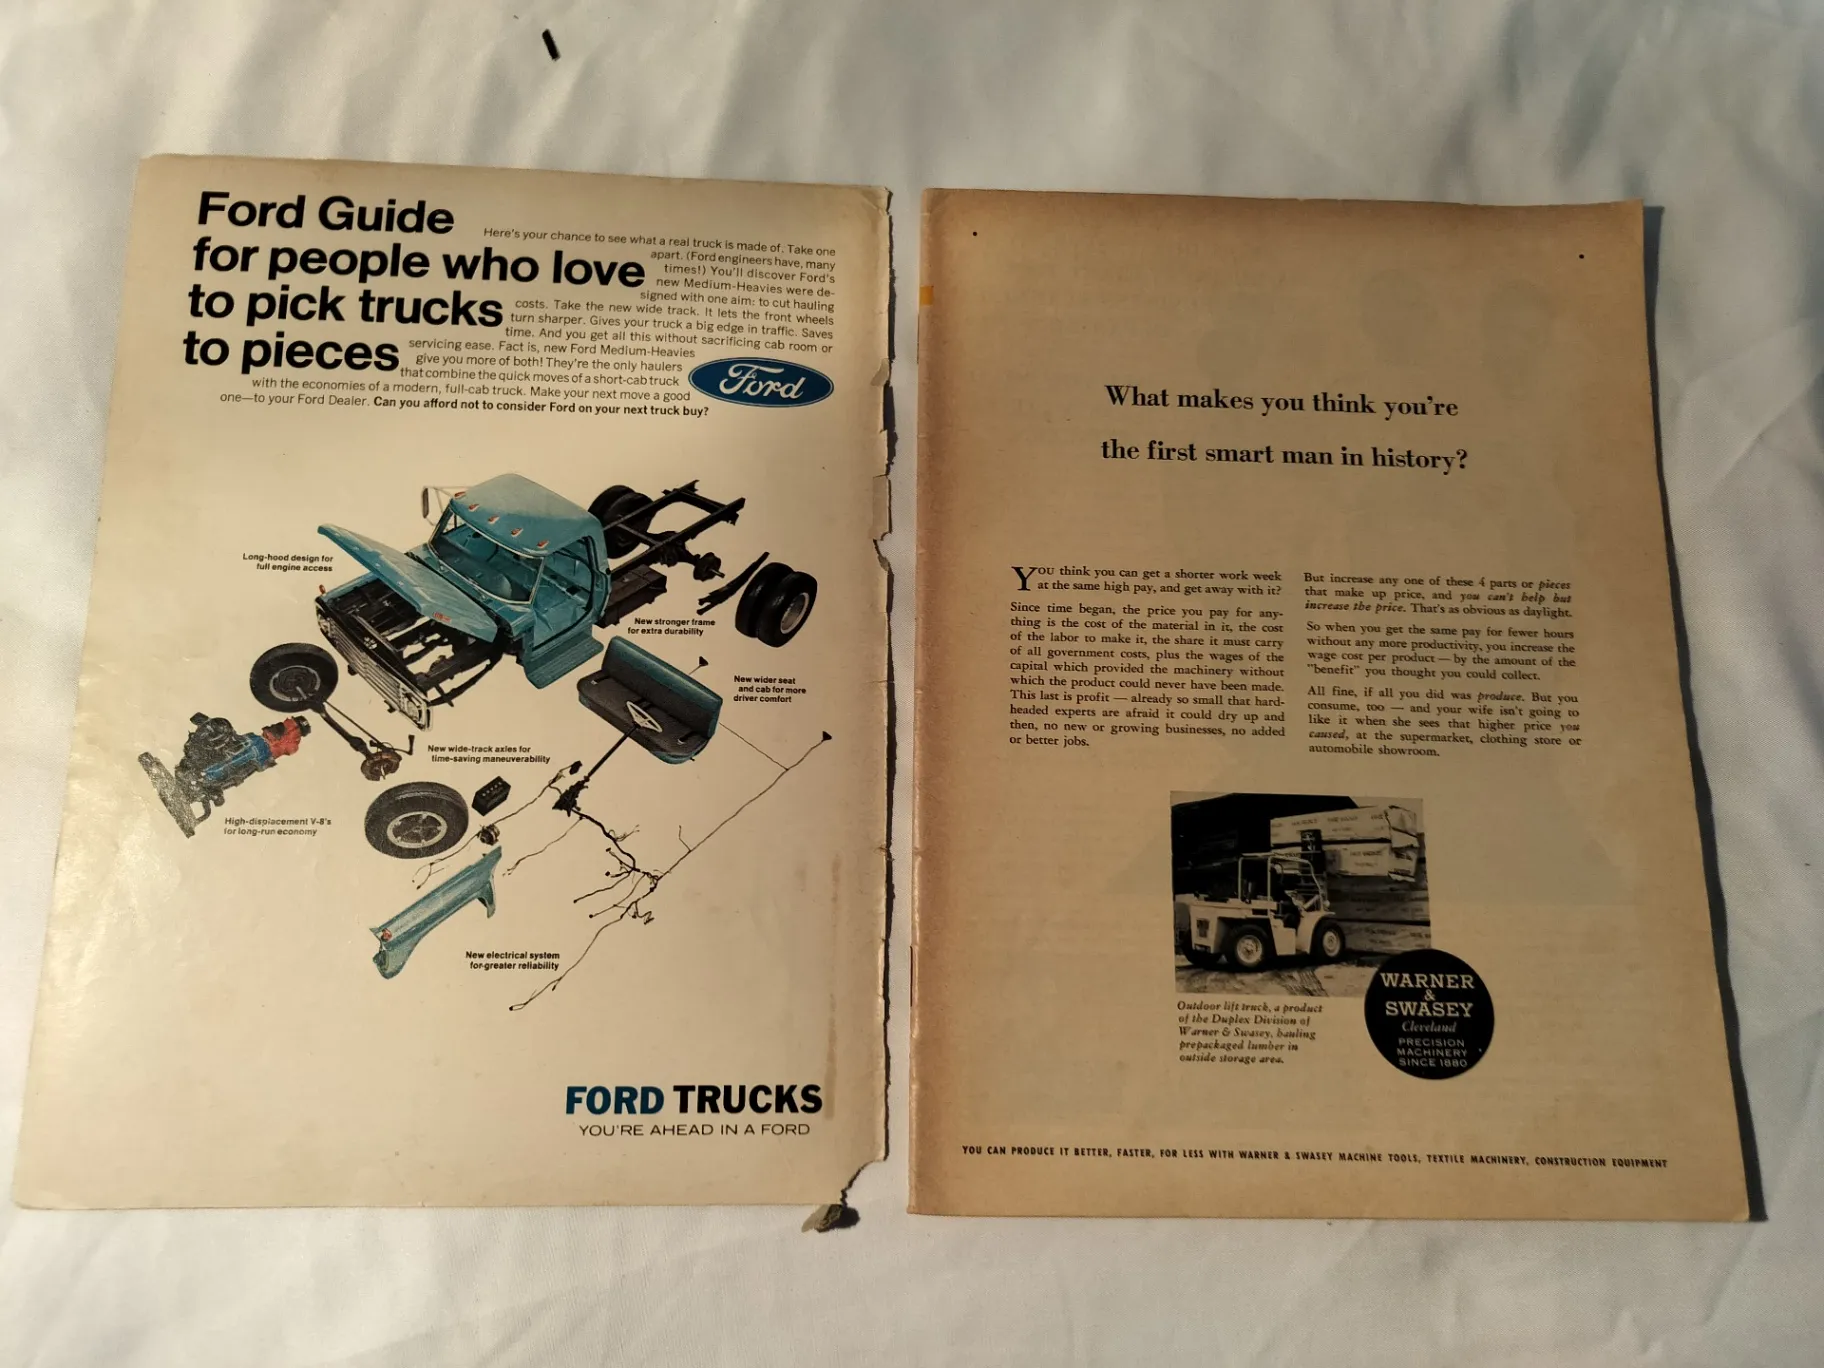 Ford Guide
for people who love
to pick trucks
to pieces
Here's your chance to see what a real truck is made of. Take one
apart. (Ford engineers have, many
times!) You'll discover Ford's
new Medium-Heavies were de-
signed with one aim: to cut hauling
costs. Take the new wide track. It lets the front wheels
turn sharper. Gives your truck a big edge in traffic. Saves
time. And you get all this without sacrificing cab room or
servicing ease. Fact is, new Ford Medium-Heavies
give you more of both! They're the only haulers
that combine the quick moves of a short-cab truck
with the economies of a modern, full-cab truck. Make your next move a good
one—to your Ford Dealer. Can you afford not to consider Ford on your next truck buy?
Ford
Long-hood design for
full engine access
New stronger frame
for extra durability
New wider seat
and cab for more
driver comfort
New wide-track axles for
time-saving maneuverability
High-displacement V-8's
for long-run economy
New electrical system
for greater reliability
FORD TRUCKS
YOU'RE AHEAD IN A FORD
What makes you think you're
the first smart man in history?
YOU think you can get a shorter work week
at the same high pay, and get away with it?
Since time began, the price you pay for any-
thing is the cost of the material in it, the cost
of the labor to make it, the share it must carry
of all government costs, plus the wages of the
capital which provided the machinery without
which the product could never have been made.
This last is profit — already so small that hard-
headed experts are afraid it could dry up and
then, no new or growing businesses, no added
or better jobs.
But increase any one of these 4 parts or pieces
that make up price, and you can't help but
increase the price. That's as obvious as daylight.
So when you get the same pay for fewer hours
without any more productivity, you increase the
wage cost per product — by the amount of the
"benefit" you thought you could collect.
All fine, if all you did was produce. But you
consume, too — and your wife isn't going to
like it when she sees that higher price you
caused, at the supermarket, clothing store or
automobile showroom.
Outdoor lift truck, a product
of the Duplex Division of
Warner & Swasey, hauling
prepackaged lumber in
outside storage area.
WARNER
&
SWASEY
Cleveland
PRECISION
MACHINERY
SINCE 1880
YOU CAN PRODUCE IT BETTER, FASTER, FOR LESS WITH WARNER & SWASEY MACHINE TOOLS, TEXTILE MACHINERY, CONSTRUCTION EQUIPMENT